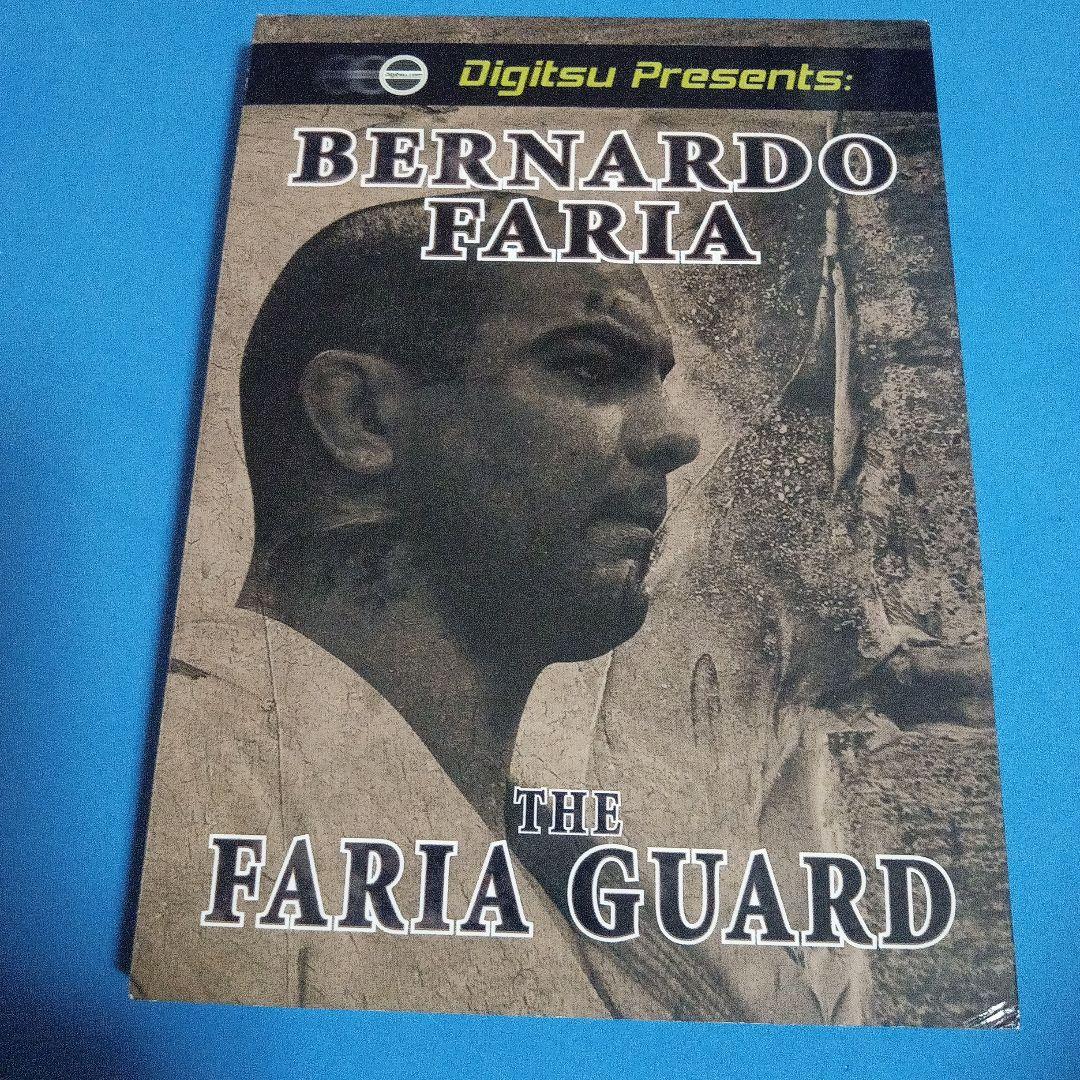 Digitsu Presents:
BERNARDO
FARIA
THE
FARIA GUARD